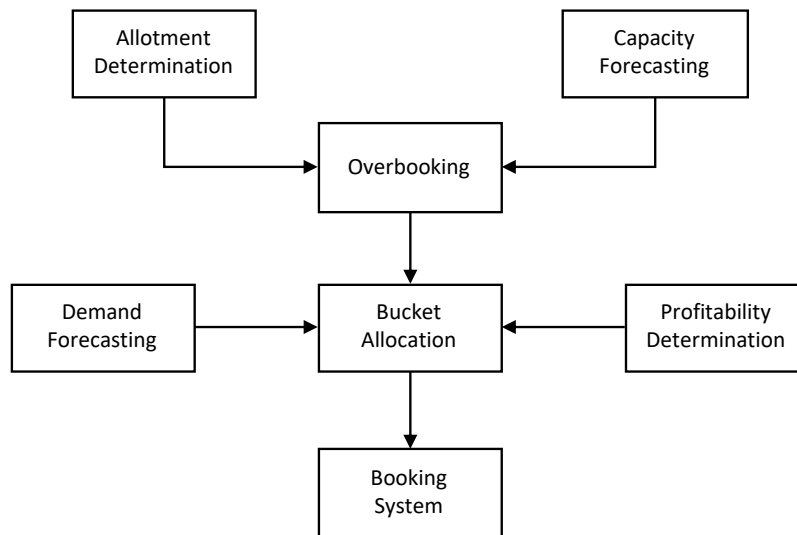 Allotment
Determination
Capacity
Forecasting
Overbooking
Demand
Forecasting
Bucket
Allocation
Profitability
Determination
Booking
System